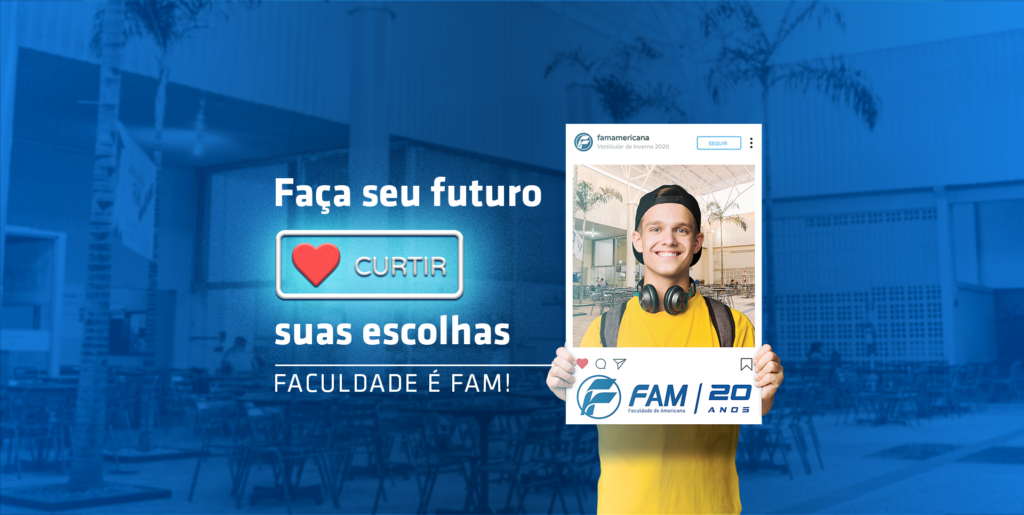 Faça seu futuro
CURTIR
suas escolhas
FACULDADE É FAM!
famamericana
Vestibular de Inverno 2020
SEGUIR
FAM | 20
Faculdade de Americana
ANOS